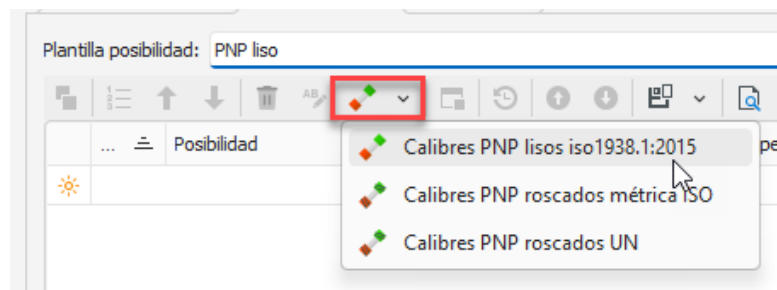 Plantilla posibilidad: PNP liso
... Posibilidad
Calibres PNP lisos iso1938.1:2015
Calibres PNP roscados métrica ISO
Calibres PNP roscados UN